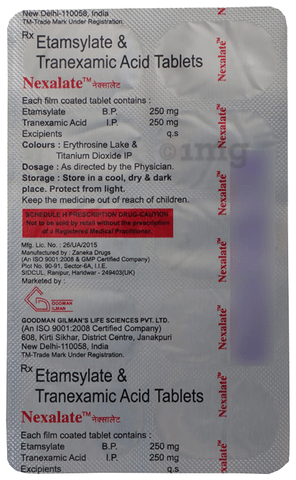 New Delhi-110058, India
TM-Trade Mark Under Registration.
Rx Etamsylate &
Tranexamic Acid Tablets
Nexalate™ नेक्सालेट
Each film coated tablet contains :
Etamsylate B.P. 250 mg
Tranexamic Acid I.P. 250 mg
Excipients q.s
Colours : Erythrosine Lake &
Titanium Dioxide IP
Dosage : As directed by the Physician.
Storage : Store in a cool, dry & dark
place. Protect from light.
Keep the medicine out of reach of children.
SCHEDULE H PRESCRIPTION DRUG-CAUTION
'Not to be sold by retail without the prescription
of a Registered Medical Practitioner.
Mfg. Lic. No. : 26/UA/2015
Manufactured by : Zaneka Drugs
(An ISO 9001:2008 & GMP Certified Company)
Plot No. 90-91, Sector-6A, I.I.E.
SIDCUL, Ranipur, Haridwar - 249403(UK)
Marketed by :
GOODMAN
GILMAN
GOODMAN GILMAN'S LIFE SCIENCES PVT. LTD.
(An ISO 9001:2008 Certified Company)
608, Kirti Sikhar, District Centre, Janakpuri
New Delhi-110058, India
TM-Trade Mark Under Registration.
Rx Etamsylate &
Tranexamic Acid Tablets
Nexalate™ नेक्सालेट
Each film coated tablet contains :
Etamsylate B.P. 250 mg
Tranexamic Acid I.P. 250 mg
Excipients q.s
Nexalate™
Nexalate™
Nexalate™
1mg